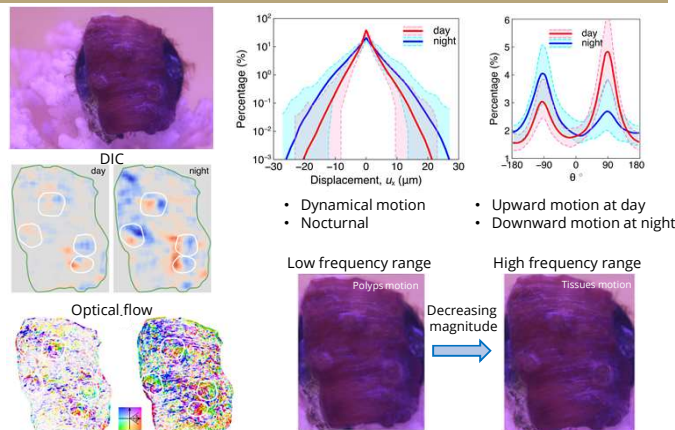 DIC
day
night
Optical flow
10²
10¹
10⁰
10⁻¹
10⁻²
10⁻³
Percentage (%)
day
night
−30 −20 −10 0 10 20 30
Displacement, uₓ (μm)
6
5
4
3
2
1
Percentage (%)
day
night
−180 −90 0 90 180
θ °
• Dynamical motion
• Nocturnal
• Upward motion at day
• Downward motion at night
Low frequency range
Polyps motion
Decreasing
magnitude
High frequency range
Tissues motion